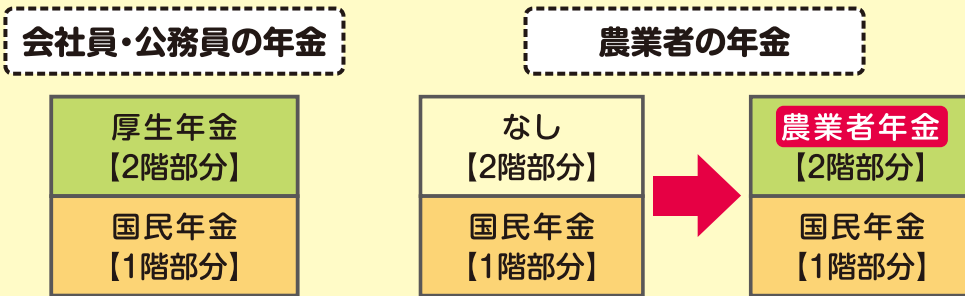 会社員・公務員の年金
厚生年金
【2階部分】
国民年金
【1階部分】
農業者の年金
なし
【2階部分】
国民年金
【1階部分】
農業者年金
【2階部分】
国民年金
【1階部分】